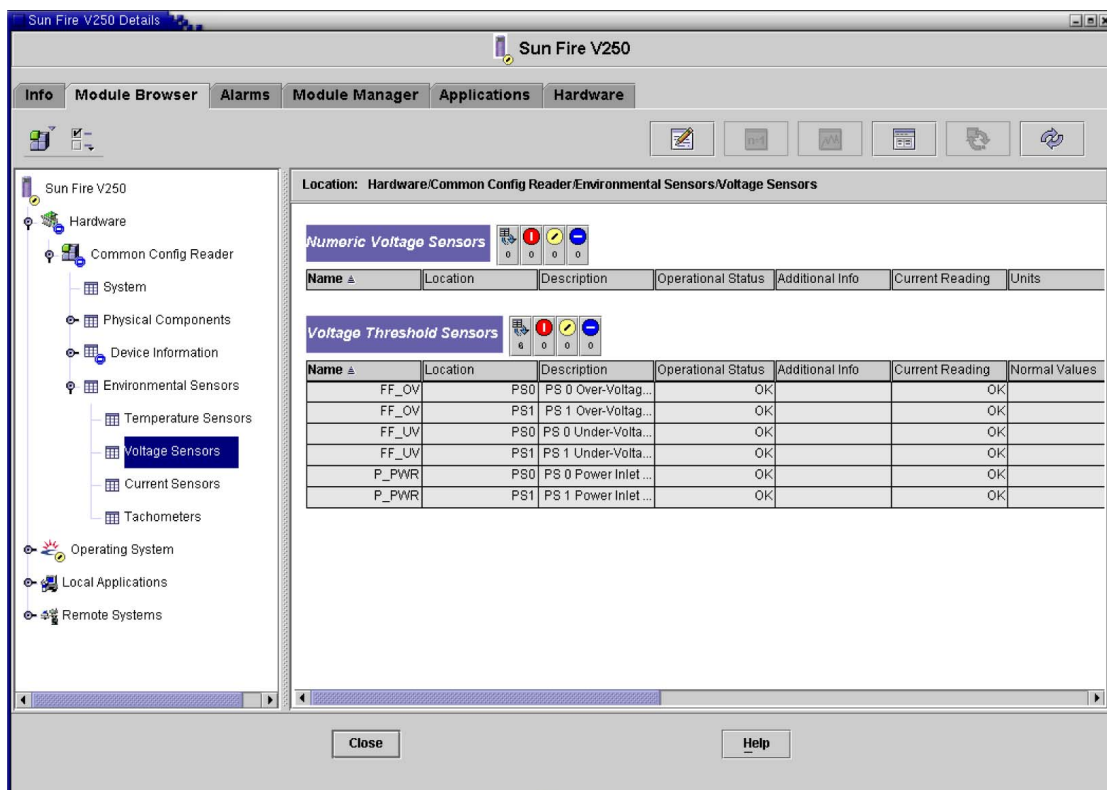 Sun Fire V250 Details
Sun Fire V250
Info Module Browser Alarms Module Manager Applications Hardware
n=1
Sun Fire V250
Hardware
Common Config Reader
System
Physical Components
Device Information
Environmental Sensors
Temperature Sensors
Voltage Sensors
Current Sensors
Tachometers
Operating System
Local Applications
Remote Systems
Location: Hardware/Common Config Reader/Environmental Sensors/Voltage Sensors
Numeric Voltage Sensors 0 0 0 0
Name Location Description Operational Status Additional Info Current Reading Units
Voltage Threshold Sensors 6 0 0 0
Name Location Description Operational Status Additional Info Current Reading Normal Values
FF_OV PS0 PS 0 Over-Voltag... OK OK
FF_OV PS1 PS 1 Over-Voltag... OK OK
FF_UV PS0 PS 0 Under-Volta... OK OK
FF_UV PS1 PS 1 Under-Volta... OK OK
P_PWR PS0 PS 0 Power Inlet ... OK OK
P_PWR PS1 PS 1 Power Inlet ... OK OK
Close Help